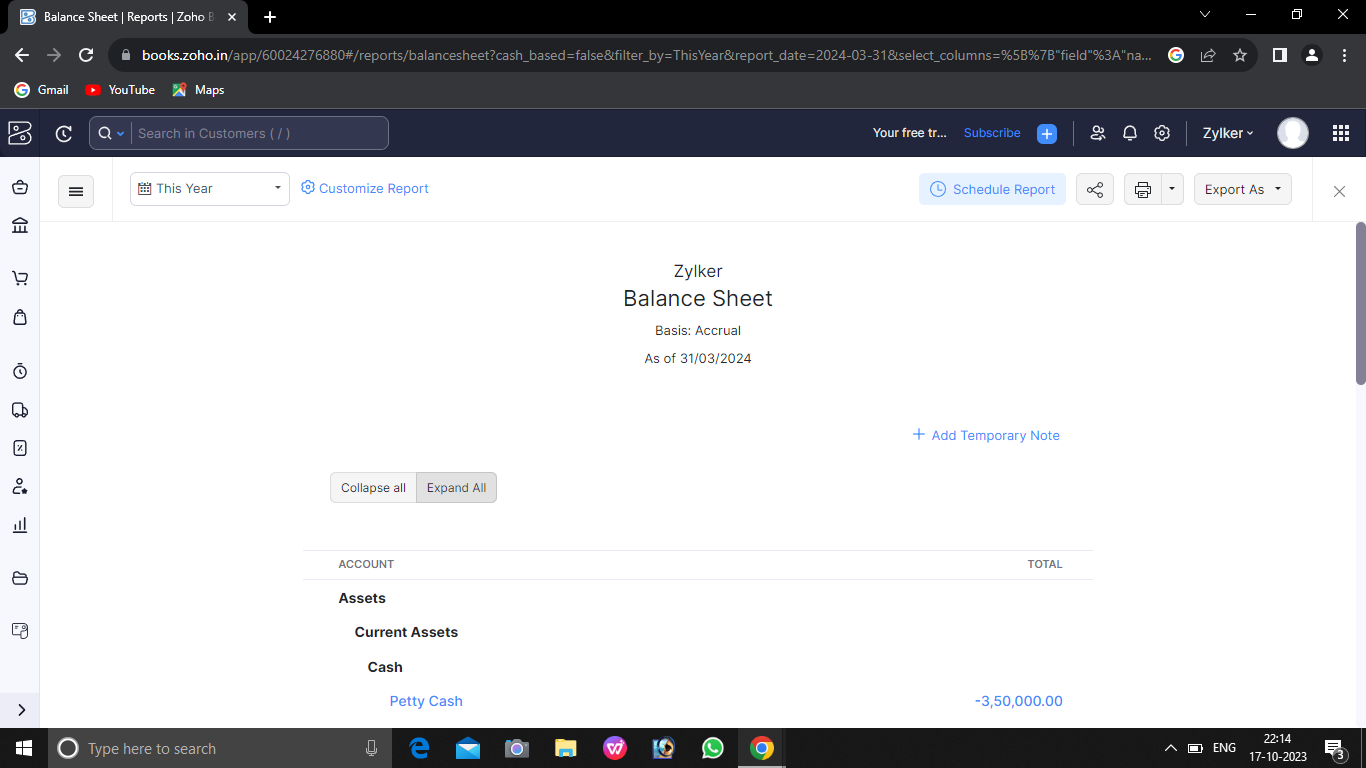 Balance Sheet | Reports | Zoho B
books.zoho.in/app/60024276880#/reports/balancesheet?cash_based=false&filter_by=ThisYear&report_date=2024-03-31&select_columns=%5B%7B"field"%3A"na...
Gmail YouTube Maps
Search in Customers ( / ) Your free tr... Subscribe Zylker
This Year Customize Report Schedule Report Export As
Zylker
Balance Sheet
Basis: Accrual
As of 31/03/2024
Add Temporary Note
Collapse all Expand All
ACCOUNT TOTAL
Assets
Current Assets
Cash
Petty Cash -3,50,000.00
Type here to search ENG 22:14
17-10-2023 3